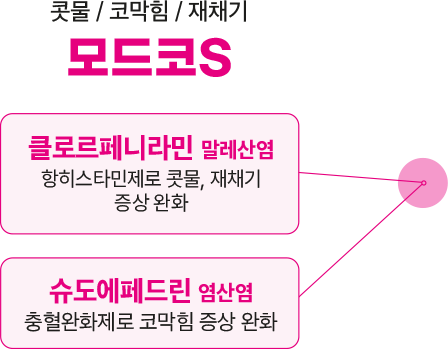 콧물 / 코막힘 / 재채기
모드코S
클로르페니라민 말레산염
항히스타민제로 콧물, 재채기
증상 완화
슈도에페드린 염산염
충혈완화제로 코막힘 증상 완화